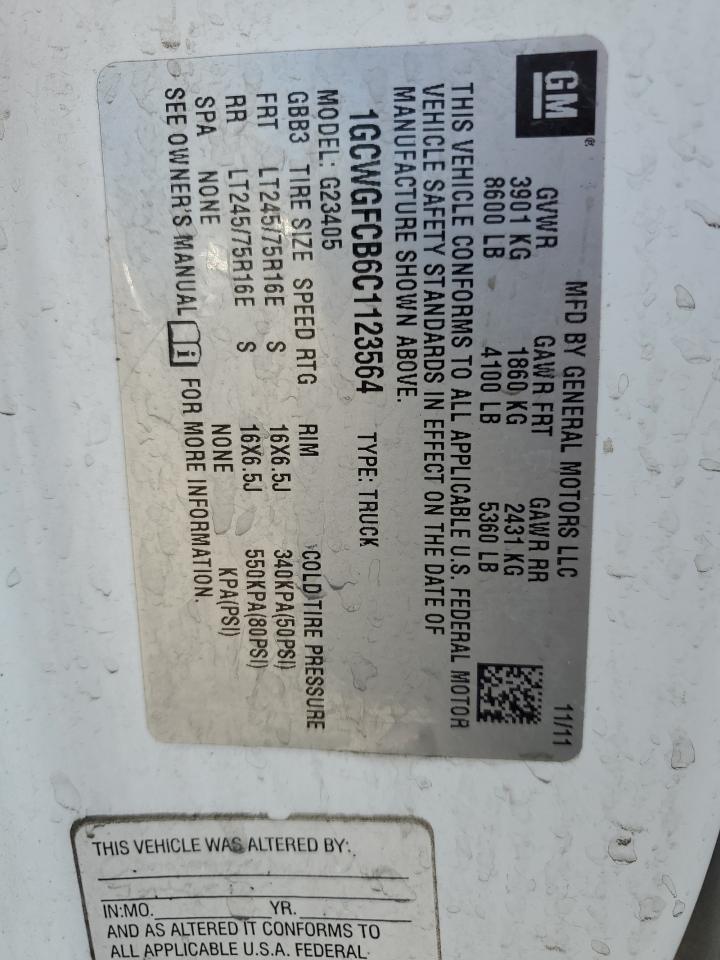 GM®
MFD BY GENERAL MOTORS LLC 11/11
GVWR GAWR FRT GAWR RR
3901 KG 1860 KG 2431 KG
8600 LB 4100 LB 5360 LB
THIS VEHICLE CONFORMS TO ALL APPLICABLE U.S. FEDERAL MOTOR
VEHICLE SAFETY STANDARDS IN EFFECT ON THE DATE OF
MANUFACTURE SHOWN ABOVE.
1GCWGFCB6C1123564 TYPE: TRUCK
MODEL: G23405
GBB3 TIRE SIZE SPEED RTG RIM COLD TIRE PRESSURE
FRT LT245/75R16E S 16X6.5J 340KPA(50PSI)
RR LT245/75R16E S 16X6.5J 550KPA(80PSI)
SPA NONE NONE KPA(PSI)
SEE OWNER'S MANUAL i FOR MORE INFORMATION.
THIS VEHICLE WAS ALTERED BY:
IN:MO. YR.
AND AS ALTERED IT CONFORMS TO
ALL APPLICABLE U.S.A. FEDERAL